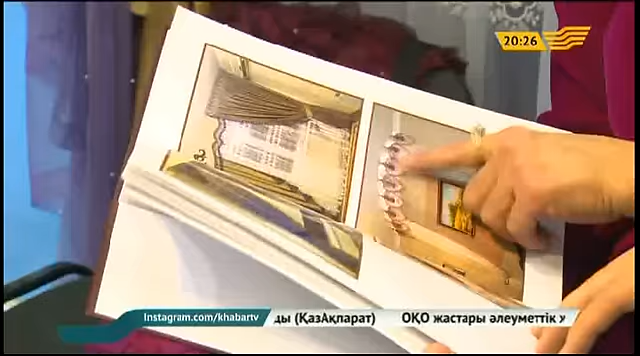 20:26
Instagram.com/khabartv
ды (ҚазАқпарат) ОҚО жастары әлеуметтік